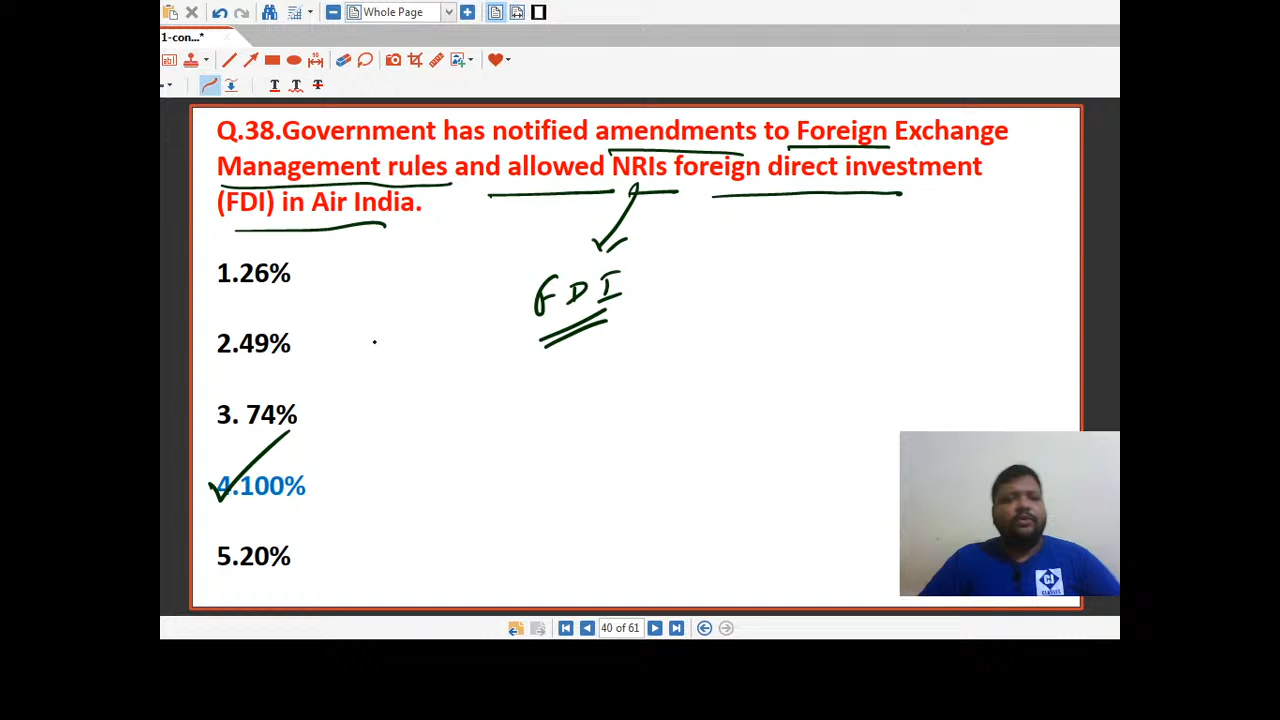 Whole Page
1-con...*
Q.38.Government has notified amendments to Foreign Exchange
Management rules and allowed NRIs foreign direct investment
(FDI) in Air India.
1.26%
FDI
2.49%
3. 74%
4.100%
5.20%
CJ
CLASSES
40 of 61